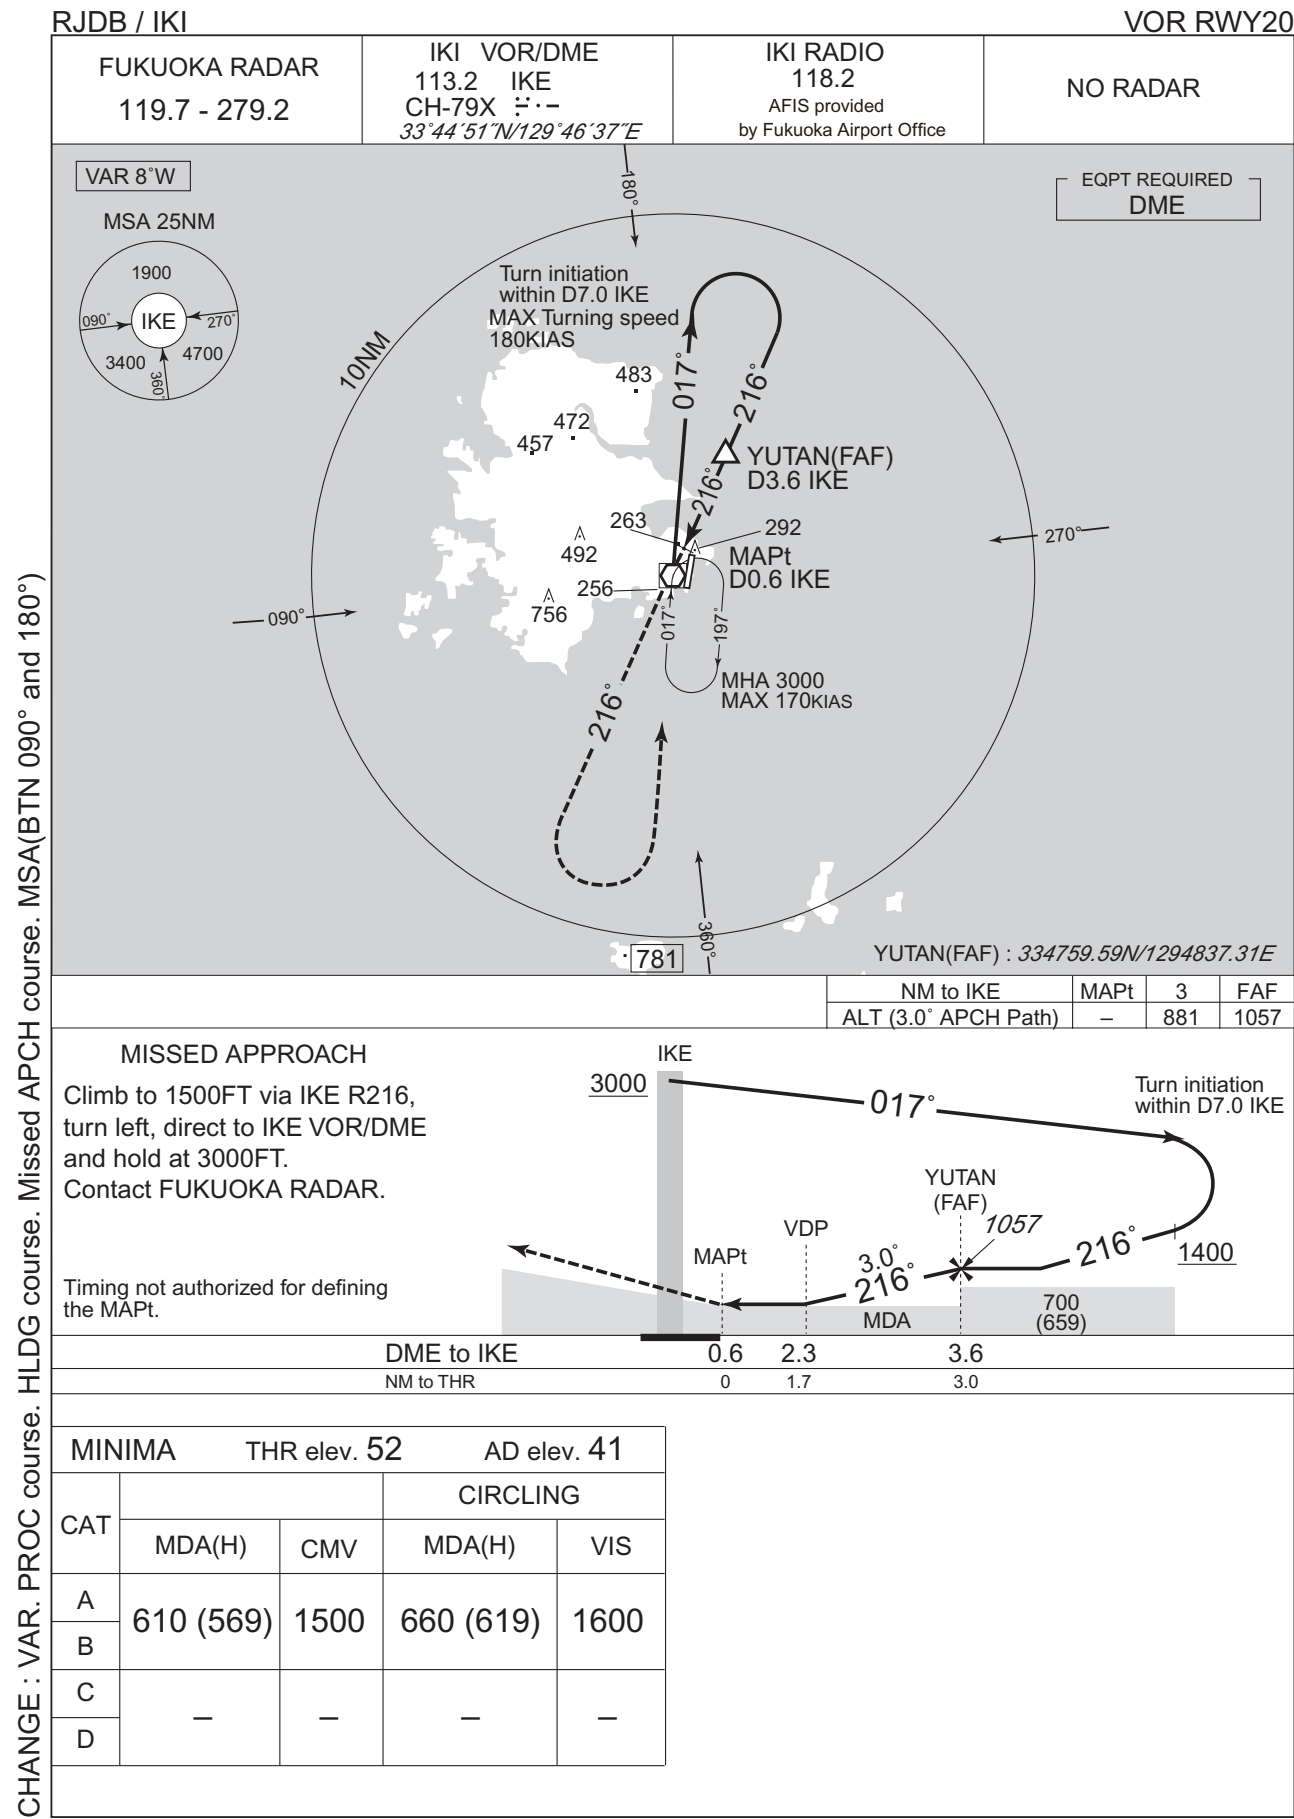 RJDB / IKI
VOR RWY20
FUKUOKA RADAR
119.7 - 279.2
IKI VOR/DME
113.2 IKE
CH-79X
33˚44´51˝N/129˚46´37˝E
IKI RADIO
118.2
AFIS provided
by Fukuoka Airport Office
NO RADAR
VAR 8˚W
EQPT REQUIRED
DME
MSA 25NM
1900
090˚
IKE
270˚
3400
4700
360˚
180˚
Turn initiation
within D7.0 IKE
MAX Turning speed
180KIAS
10NM
483
017˚
216˚
472
457
YUTAN(FAF)
D3.6 IKE
216˚
263
292
492
MAPt
D0.6 IKE
270˚
256
756
090˚
017˚
197˚
MHA 3000
MAX 170KIAS
216˚
360˚
781
YUTAN(FAF) : 334759.59N/1294837.31E
NM to IKE MAPt 3 FAF
ALT (3.0˚ APCH Path) – 881 1057
MISSED APPROACH
Climb to 1500FT via IKE R216,
turn left, direct to IKE VOR/DME
and hold at 3000FT.
Contact FUKUOKA RADAR.
Timing not authorized for defining
the MAPt.
IKE
3000
017˚
Turn initiation
within D7.0 IKE
YUTAN
(FAF)
1057
VDP
MAPt
3.0˚
216˚
216˚
1400
MDA
700
(659)
DME to IKE 0.6 2.3 3.6
NM to THR 0 1.7 3.0
MINIMA THR elev. 52 AD elev. 41
CAT
CIRCLING
MDA(H) CMV MDA(H) VIS
A
B
610 (569) 1500 660 (619) 1600
C
D
– – – –
CHANGE : VAR. PROC course. HLDG course. Missed APCH course. MSA(BTN 090° and 180°)